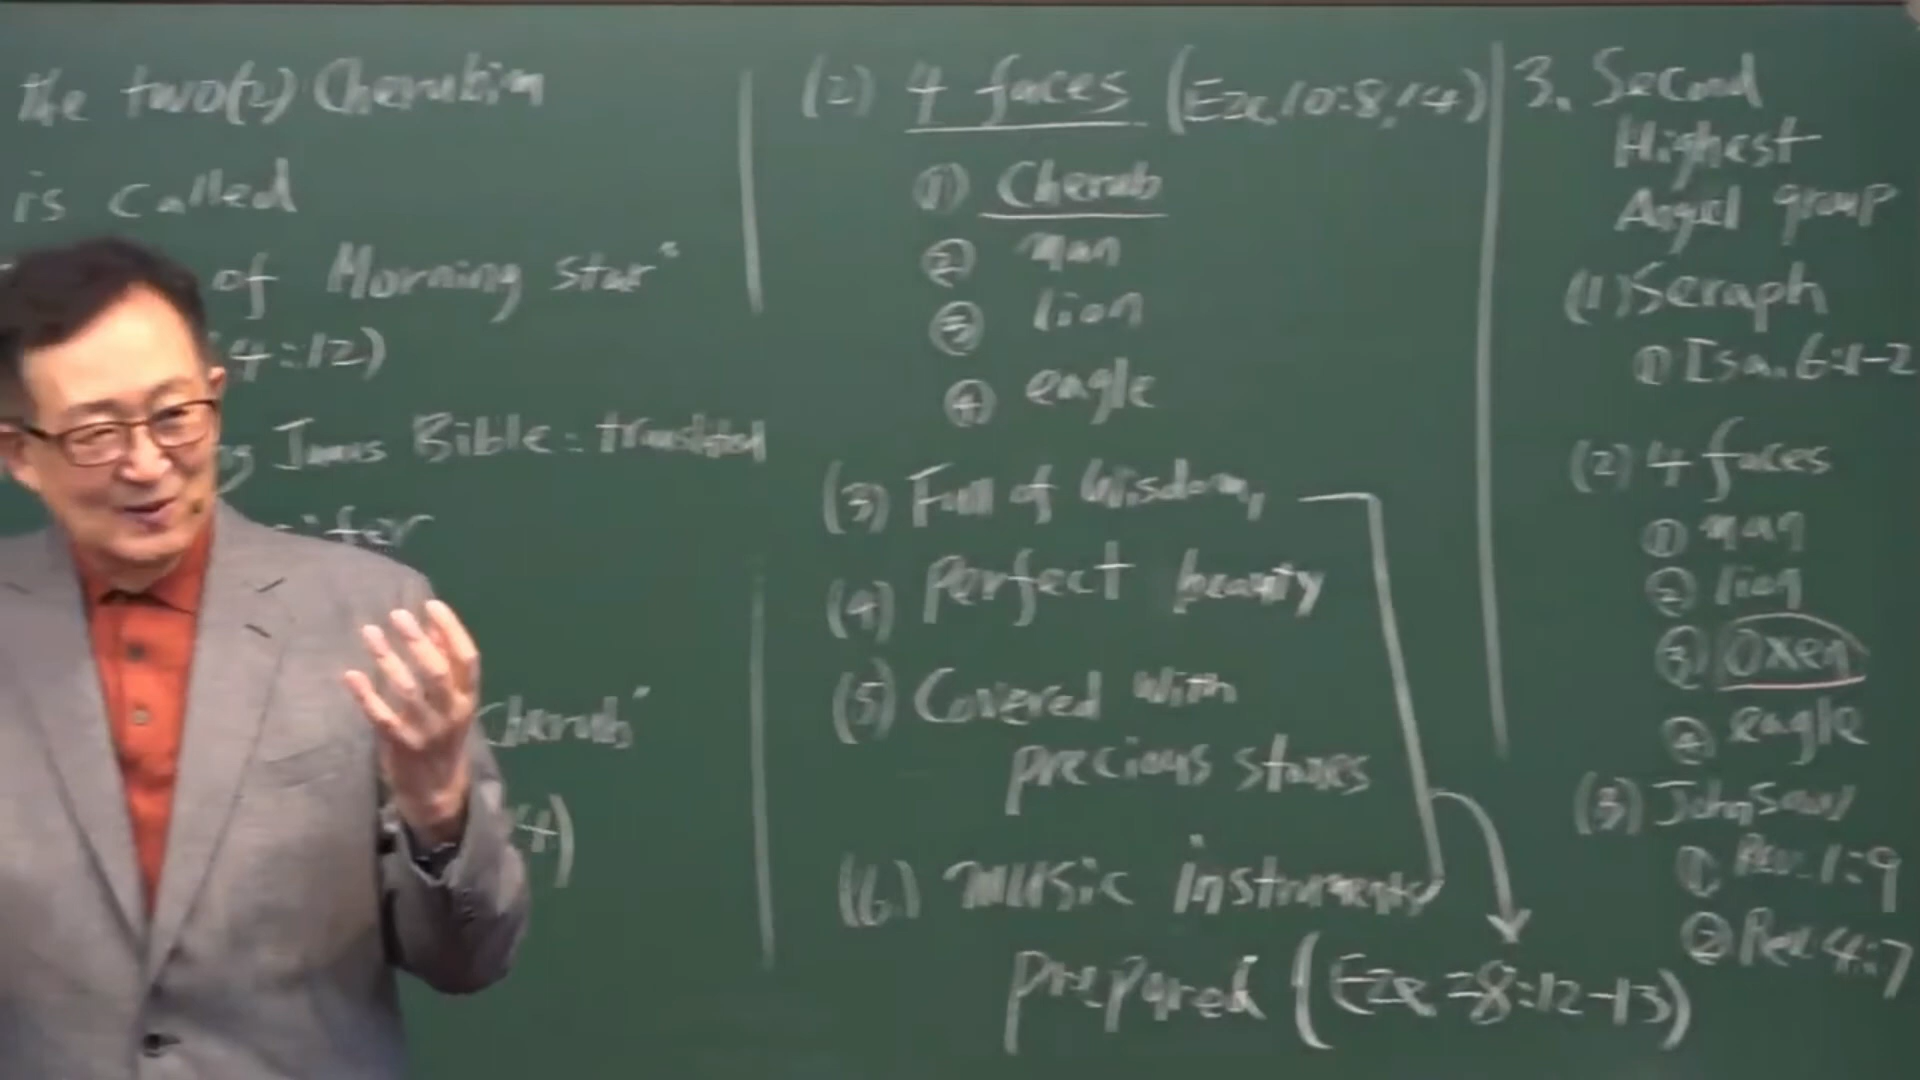 the two(2) Cherubim
is called
of Morning star"
4:12)
James Bible: translated
Cherub"
4)
(2) 4 faces (Eze. 10:8, 14)
① Cherub
② man
③ lion
④ eagle
(3) Full of Wisdom,
(4) Perfect beauty
(5) Covered with
precious stones
(6) Music instruments
prepared (Eze 28:12-13)
3. Second
Highest
Angel group
(1) Seraph
① Isa. 6:1-2
(2) 4 faces
① man
② lion
③ Oxen
④ eagle
(3) John saw
① Rev. 1:9
② Rev. 4:7